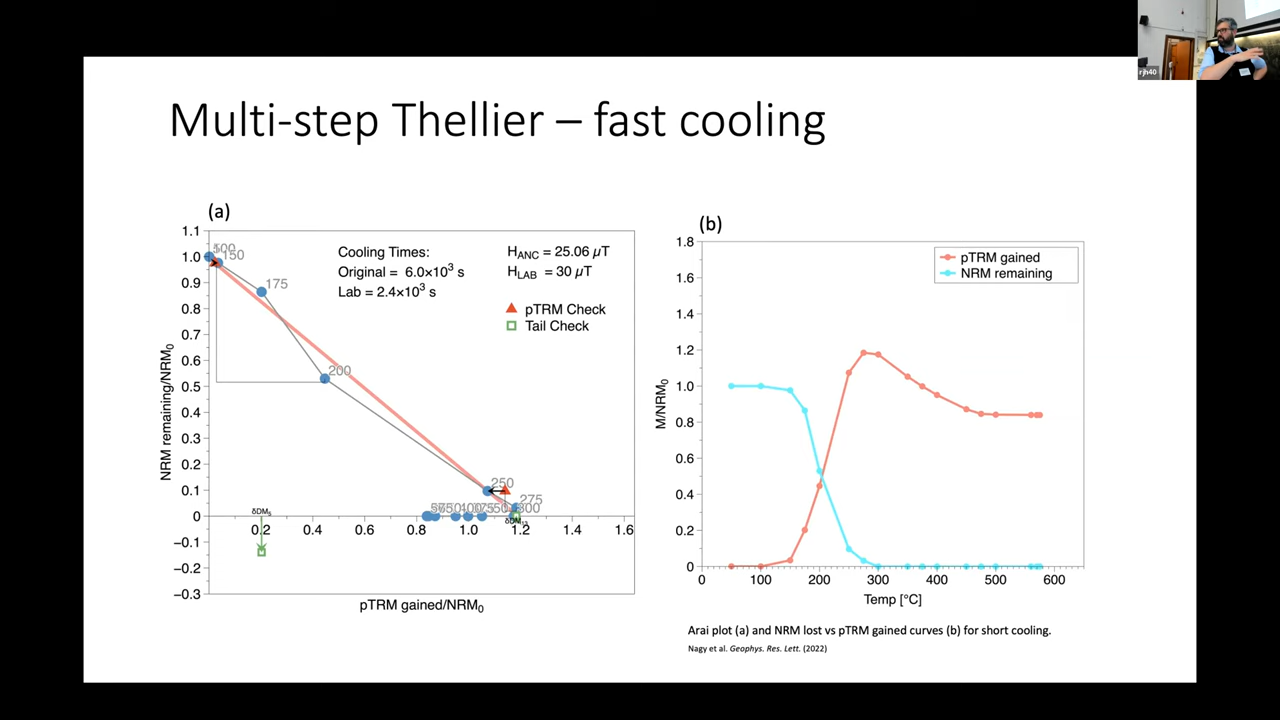 rjh40
Multi-step Thellier – fast cooling
(a)
Cooling Times:
Original = 6.0×10³ s
Lab = 2.4×10³ s
H_ANC = 25.06 µT
H_LAB = 30 µT
pTRM Check
Tail Check
1.1
1.0
0.9
0.8
0.7
0.6
0.5
0.4
0.3
0.2
0.1
0
−0.1
−0.2
−0.3
150
175
200
250
275
300
δDM₅
0.2
0.4
0.6
0.8
1.0
1.2
1.4
1.6
NRM remaining/NRM₀
pTRM gained/NRM₀
(b)
pTRM gained
NRM remaining
1.8
1.6
1.4
1.2
1.0
0.8
0.6
0.4
0.2
0
M/NRM₀
0
100
200
300
400
500
600
Temp [°C]
Arai plot (a) and NRM lost vs pTRM gained curves (b) for short cooling.
Nagy et al. Geophys. Res. Lett. (2022)